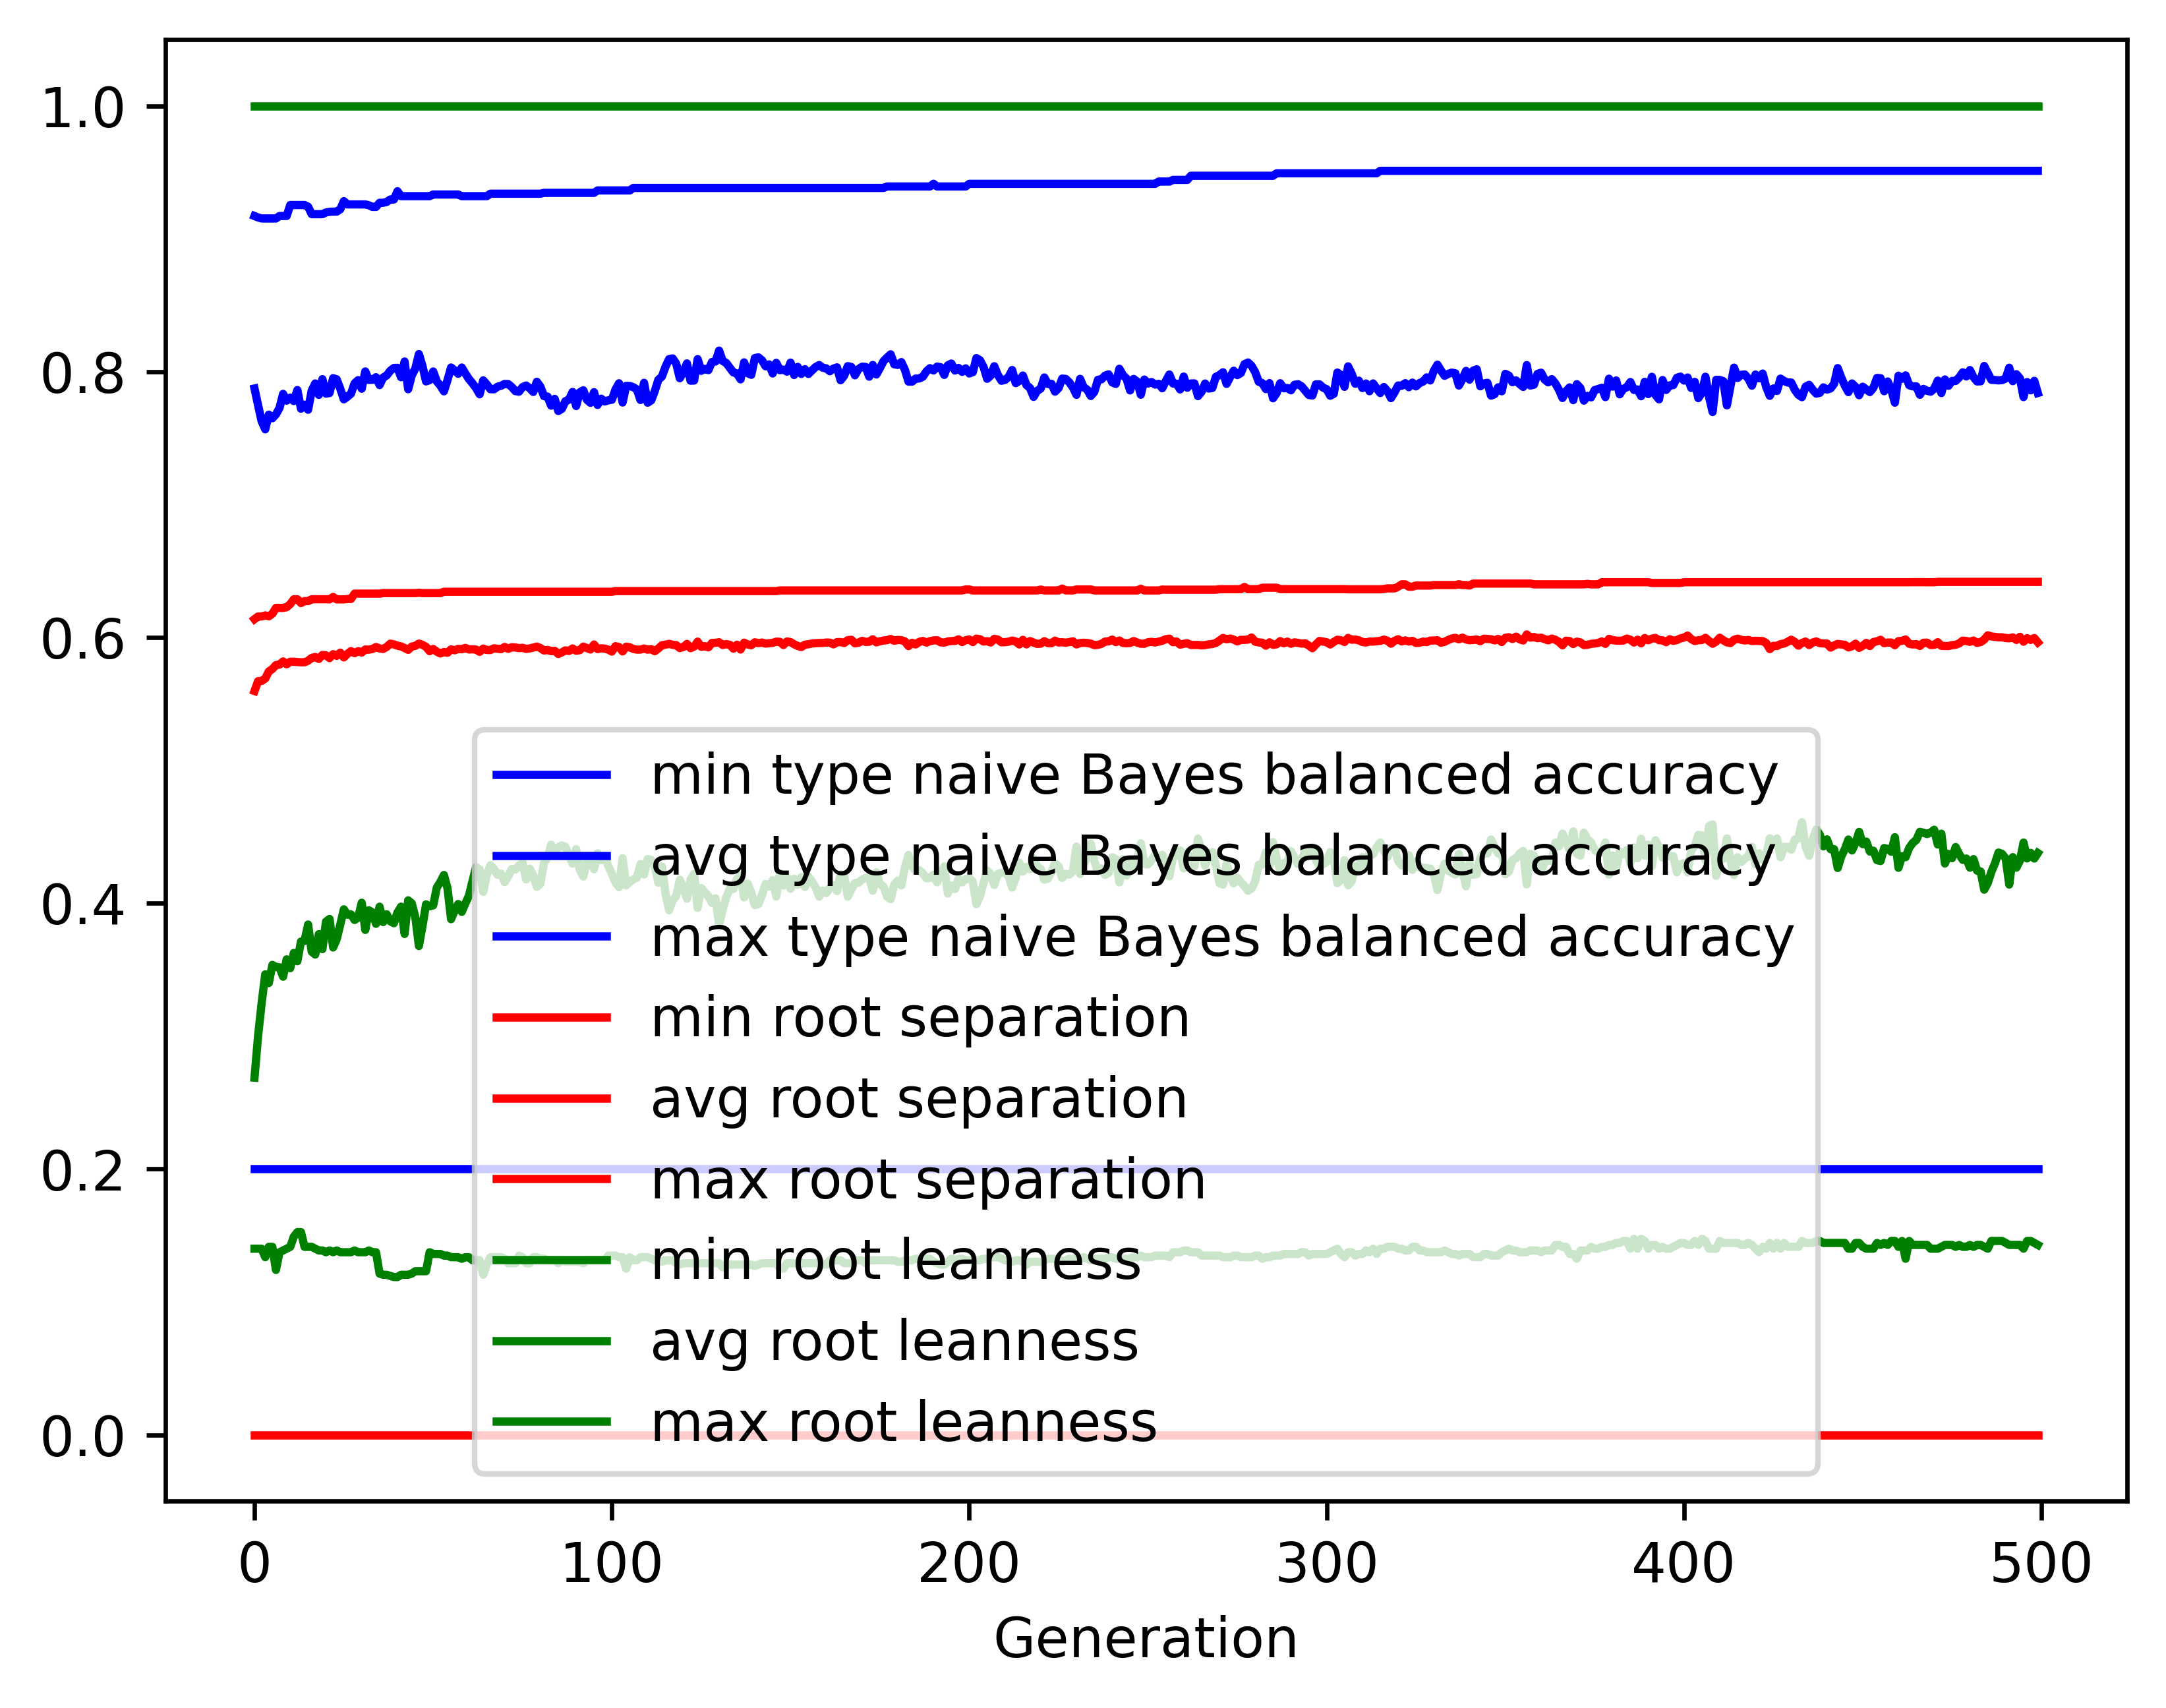 1.0
0.8
0.6
0.4
0.2
0.0
min type naive Bayes balanced accuracy
avg type naive Bayes balanced accuracy
max type naive Bayes balanced accuracy
min root separation
avg root separation
max root separation
min root leanness
avg root leanness
max root leanness
0 100 200 300 400 500
Generation